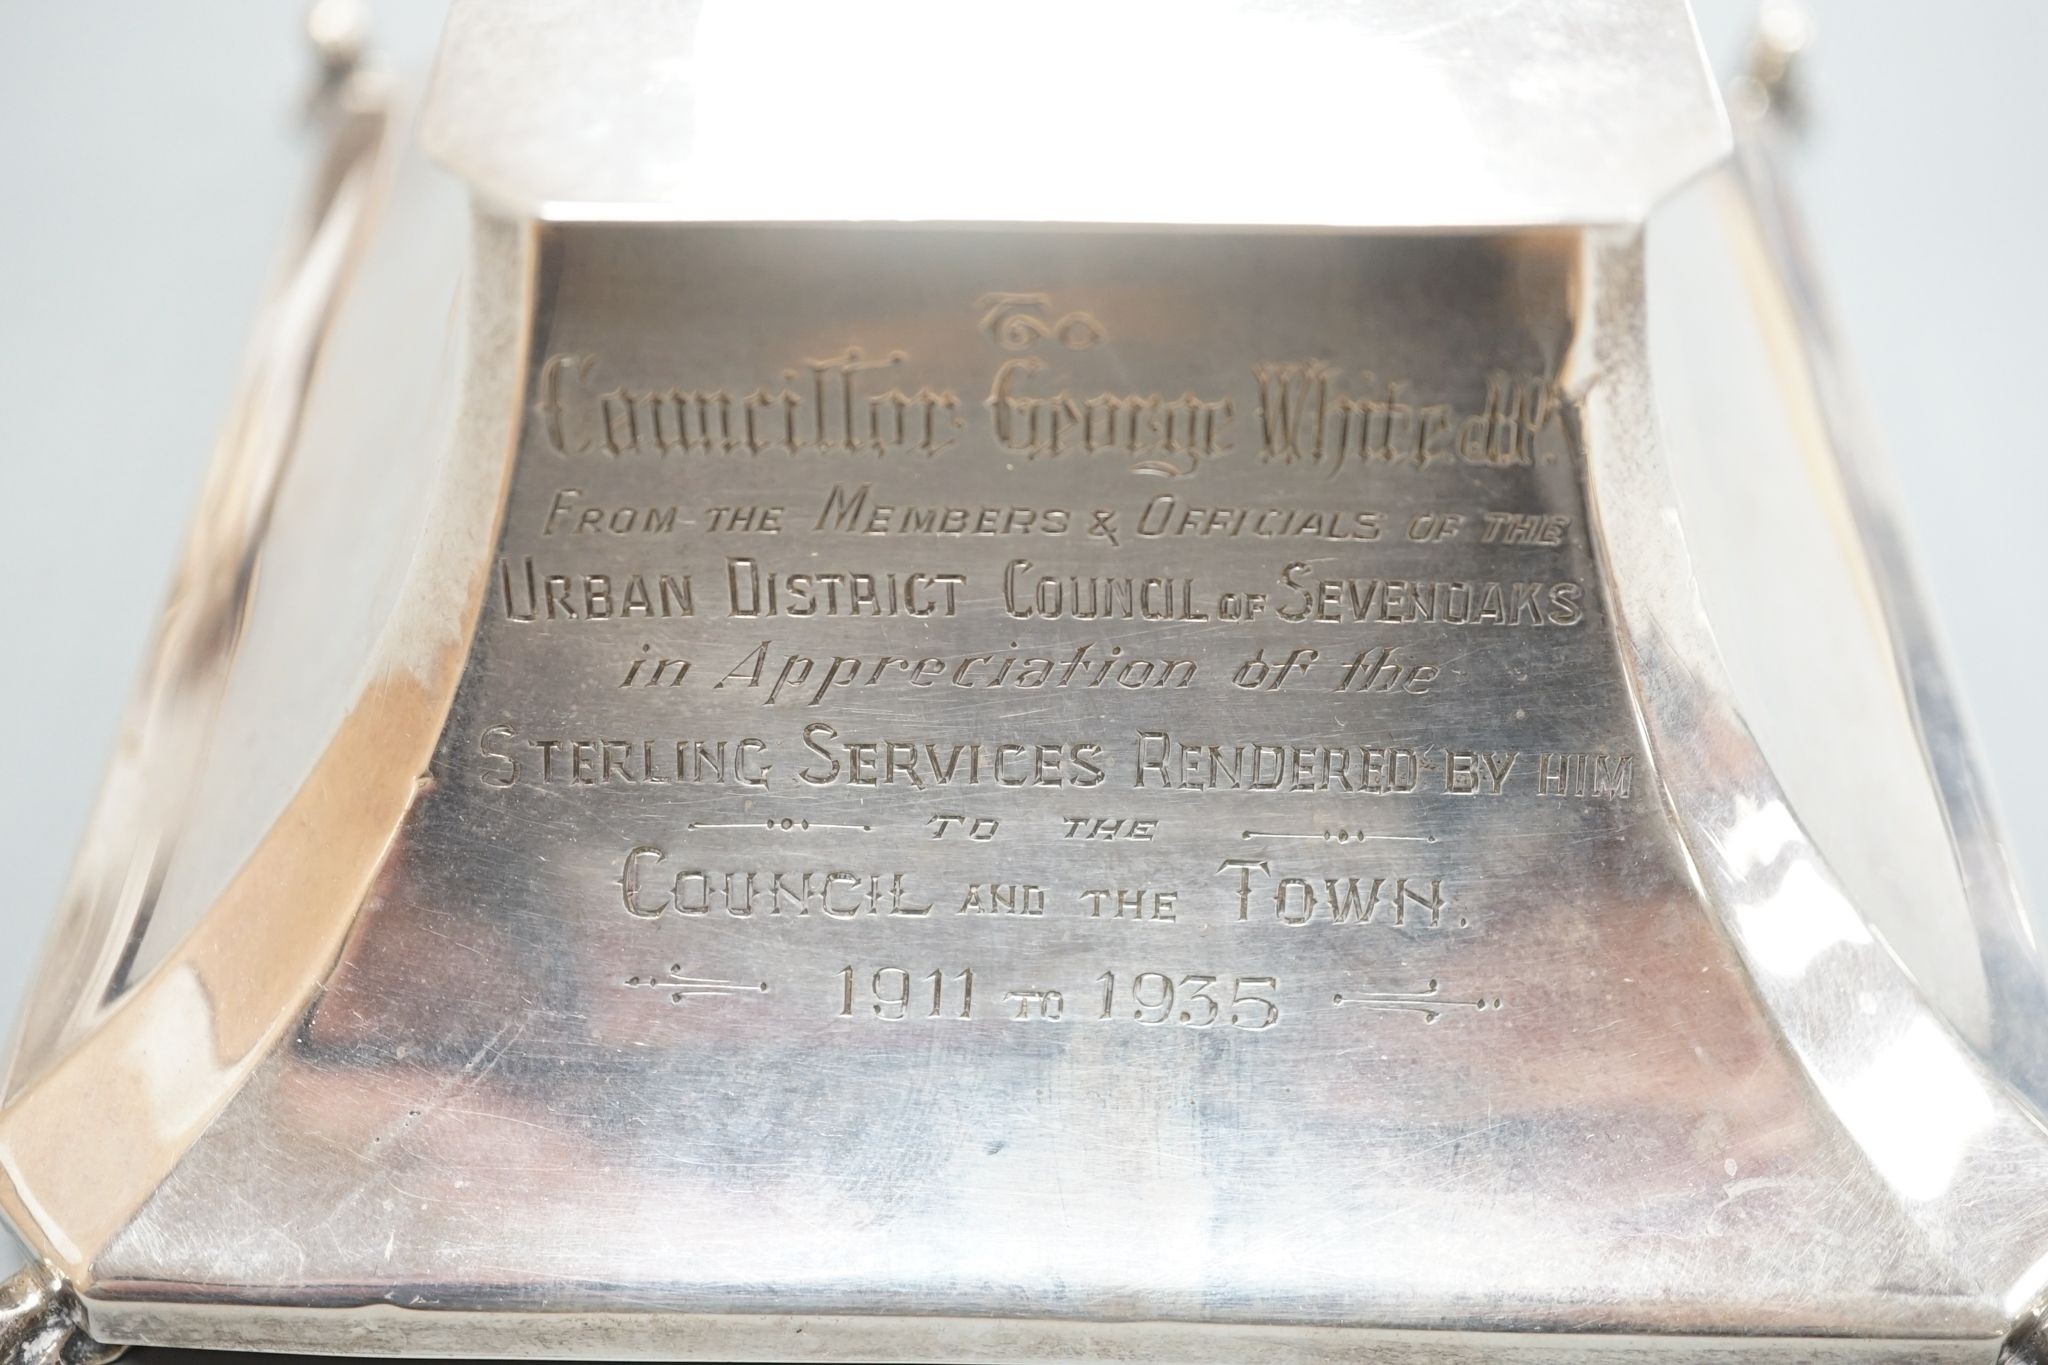 To
Councillor George White J.P.
FROM THE MEMBERS & OFFICIALS OF THE
URBAN DISTRICT COUNCIL OF SEVENOAKS
in Appreciation of the
STERLING SERVICES RENDERED BY HIM
TO THE
COUNCIL AND THE TOWN.
1911 TO 1935